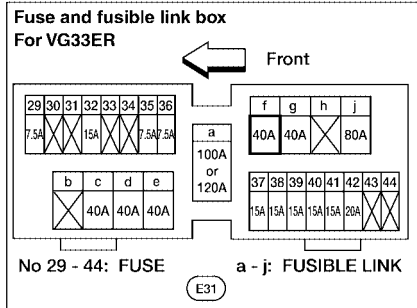 Fuse and fusible link box
For VG33ER
Front
29 30 31 32 33 34 35 36
7.5A 15A 7.5A 7.5A
a
100A
or
120A
f g h j
40A 40A 80A
b c d e
40A 40A 40A
37 38 39 40 41 42 43 44
15A 15A 15A 15A 15A 20A
No 29 - 44: FUSE
a - j: FUSIBLE LINK
E31